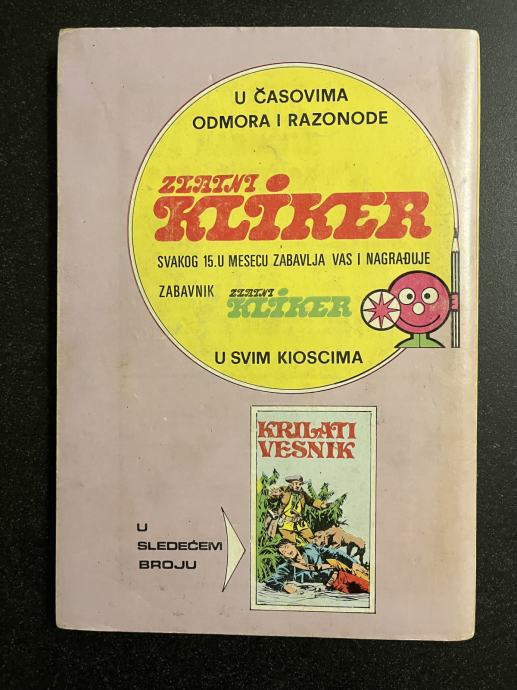 U ČASOVIMA
ODMORA I RAZONODE
ZLATNI
KLIKER
SVAKOG 15. U MESECU ZABAVLJA VAS I NAGRAĐUJE
ZABAVNIK ZLATNI KLIKER
U SVIM KIOSCIMA
KRILATI
VESNIK
U
SLEDEĆEM
BROJU